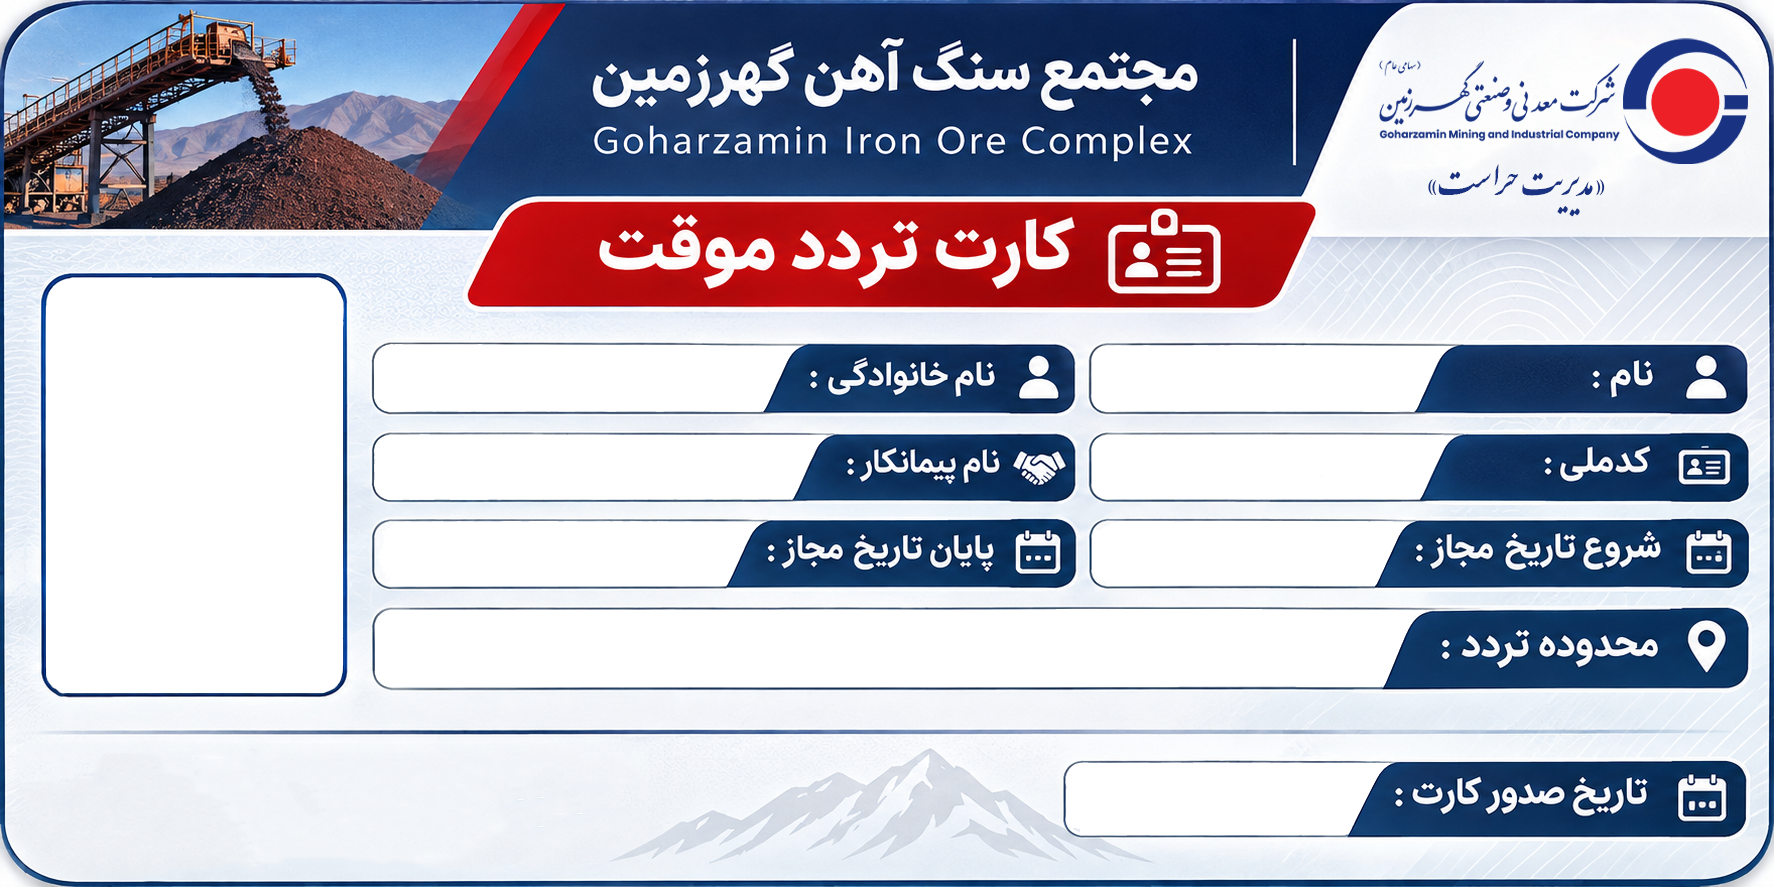 (سهامی عام)
شرکت معدنی و صنعتی گهرزمین
Goharzamin Mining and Industrial Company
«مدیریت حراست»
مجتمع سنگ آهن گهرزمین
Goharzamin Iron Ore Complex
کارت تردد موقت
نام :
نام خانوادگی :
کدملی :
نام پیمانکار :
شروع تاریخ مجاز :
پایان تاریخ مجاز :
محدوده تردد :
تاریخ صدور کارت :